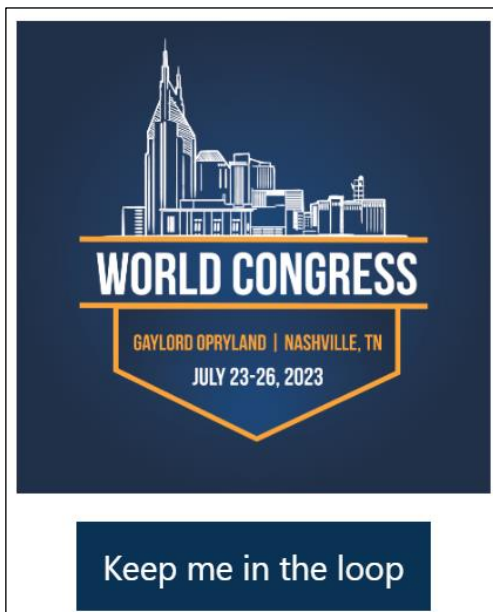 WORLD CONGRESS
GAYLORD OPRYLAND | NASHVILLE, TN
JULY 23-26, 2023
Keep me in the loop